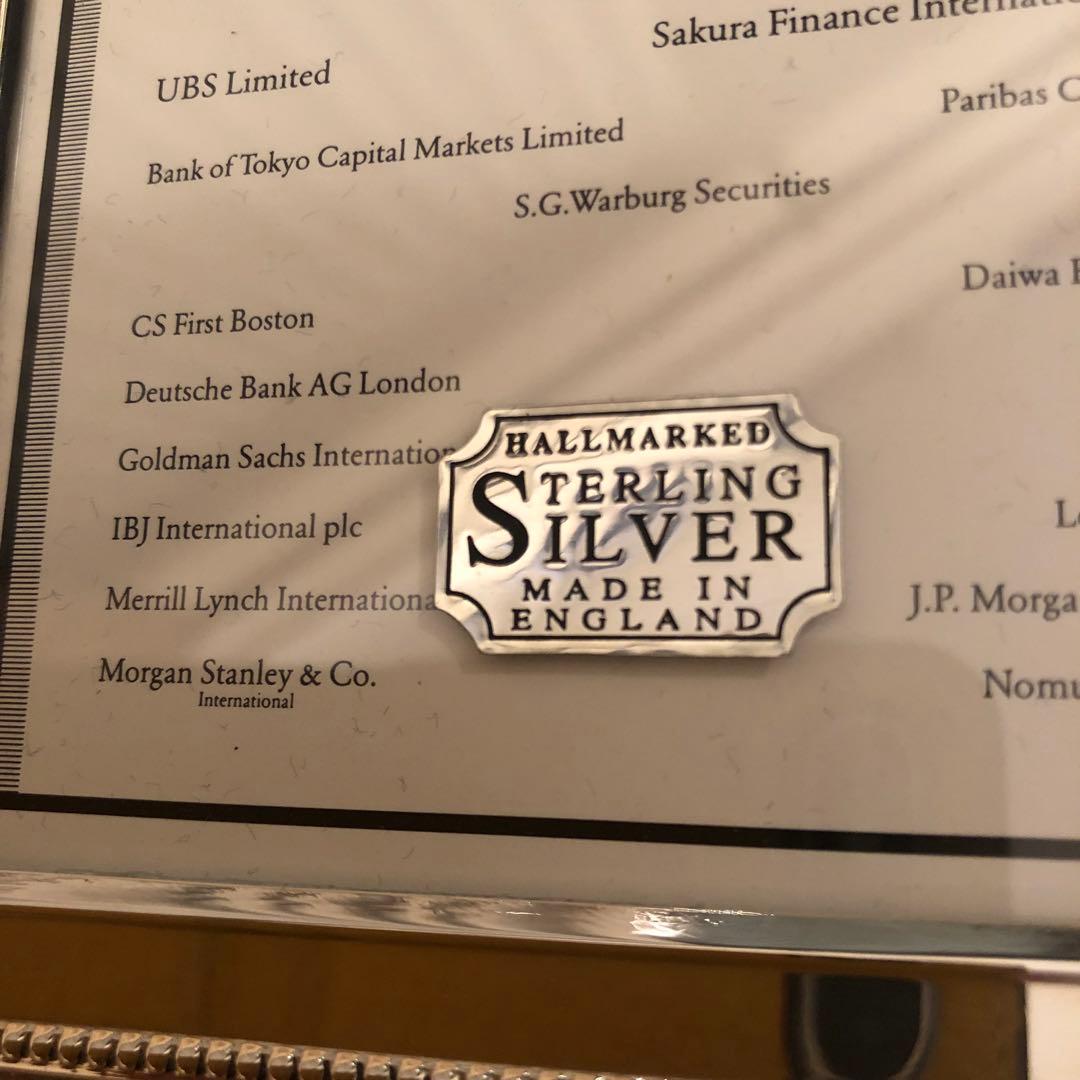 Sakura Finance
UBS Limited
Paribas
Bank of Tokyo Capital Markets Limited
S.G.Warburg Securities
Daiwa
CS First Boston
Deutsche Bank AG London
HALLMARKED
STERLING
SILVER
MADE IN
ENGLAND
Goldman Sachs Internation
IBJ International plc
Merrill Lynch Internationa
J.P. Morga
Morgan Stanley & Co.
International
Nomu